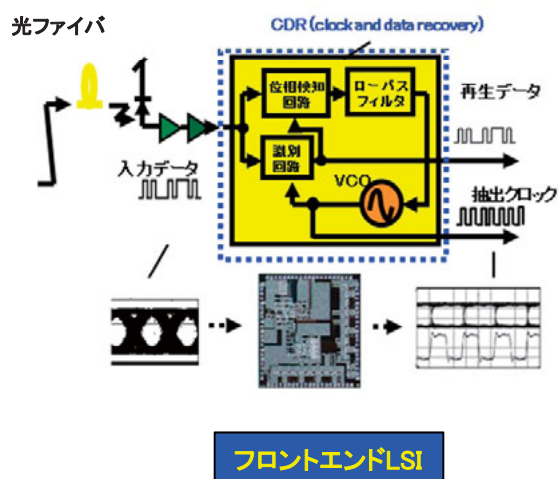 光ファイバ
CDR (clock and data recovery)
位相検知
回路
ローパス
フィルタ
再生データ
入力データ
識別
回路
VCO
抽出クロック
フロントエンドLSI